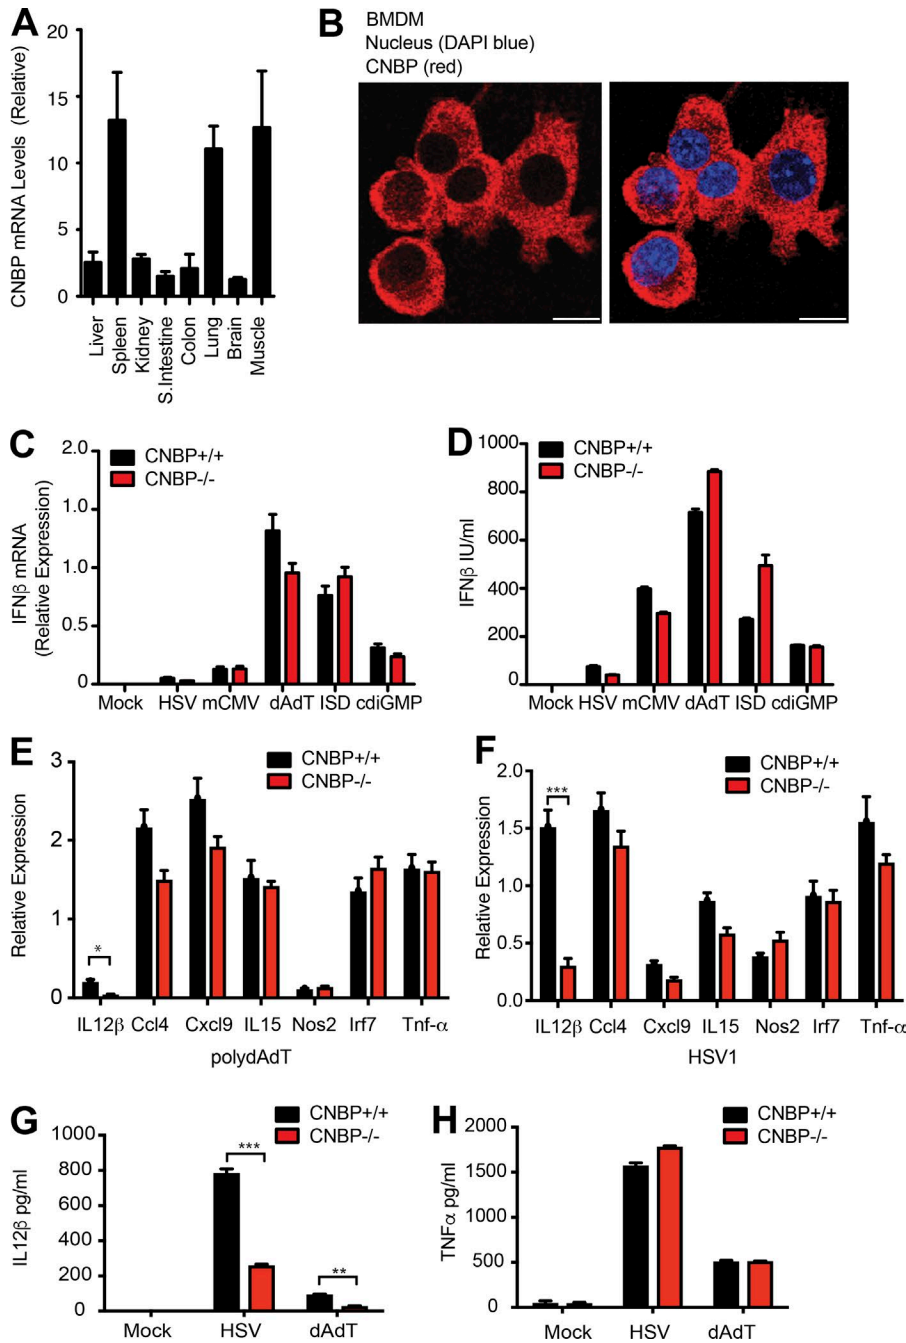 A
CNBP mRNA Levels (Relative)
20
15
10
5
0
Liver
Spleen
Kidney
S.Intestine
Colon
Lung
Brain
Muscle
B
BMDM
Nucleus (DAPI blue)
CNBP (red)
C
CNBP+/+
CNBP-/-
IFNβ mRNA
(Relative Expression)
2.0
1.0
1.0
0.5
0
Mock HSV mCMV dAdT ISD cdiGMP
D
CNBP+/+
CNBP-/-
IFNβ IU/ml
1000
800
600
400
200
0
Mock HSV mCMV dAdT ISD cdiGMP
E
CNBP+/+
CNBP-/-
Relative Expression
3
2
1
0
*
IL12β Ccl4 Cxcl9 IL15 Nos2 Irf7 Tnf-α
polydAdT
F
CNBP+/+
CNBP-/-
Relative Expression
2.0
1.5
1.0
0.5
0.0
***
IL12β Ccl4 Cxcl9 IL15 Nos2 Irf7 Tnf-α
HSV1
G
CNBP+/+
CNBP-/-
IL12β pg/ml
1000
800
600
400
200
0
***
**
Mock HSV dAdT
H
CNBP+/+
CNBP-/-
TNFα pg/ml
2000
1500
1000
500
0
Mock HSV dAdT